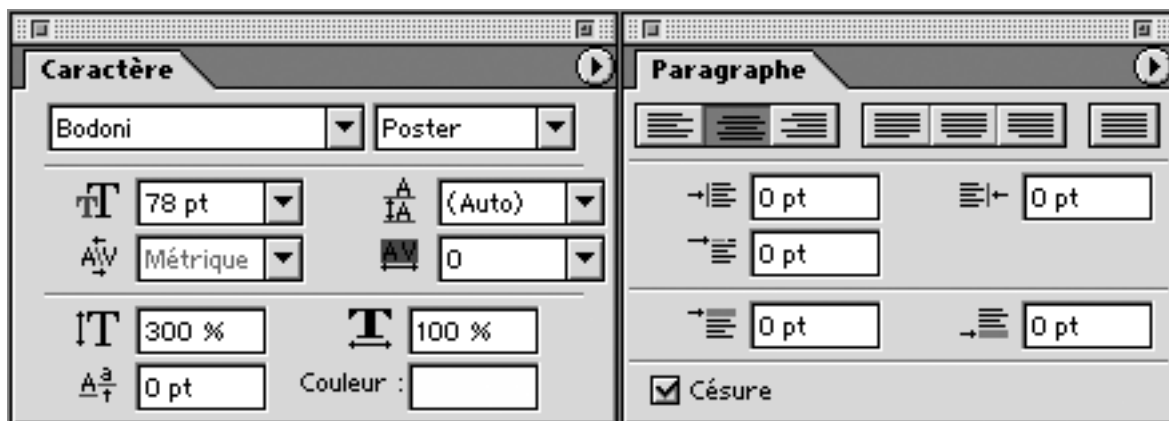 Caractère
Bodoni Poster
78 pt (Auto)
Métrique 0
300 % 100 %
0 pt Couleur :
Paragraphe
0 pt 0 pt
0 pt
0 pt 0 pt
Césure